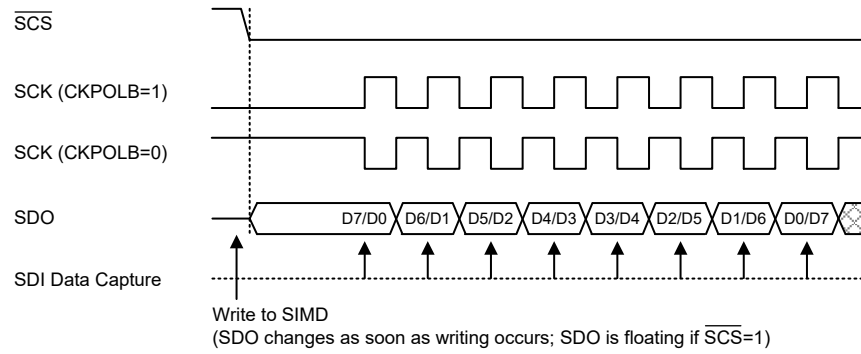 SCS
SCK (CKPOLB=1)
SCK (CKPOLB=0)
SDO D7/D0 D6/D1 D5/D2 D4/D3 D3/D4 D2/D5 D1/D6 D0/D7
SDI Data Capture
Write to SIMD
(SDO changes as soon as writing occurs; SDO is floating if SCS=1)